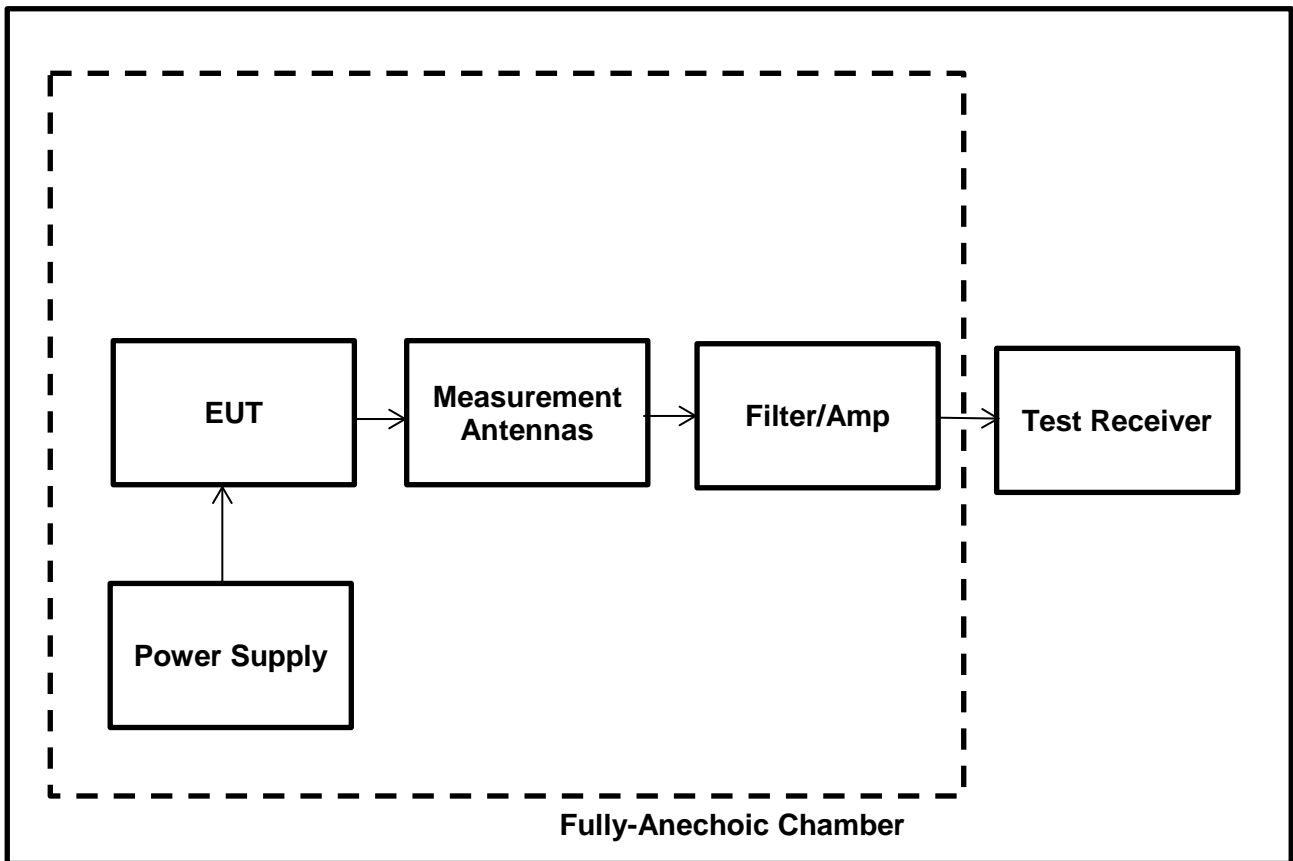 EUT
Measurement
Antennas
Filter/Amp
Test Receiver
Power Supply
Fully-Anechoic Chamber